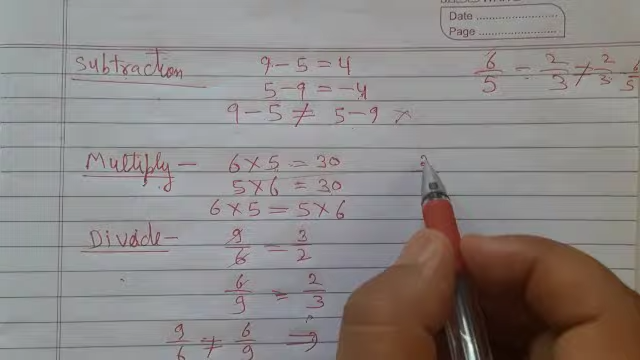 Date ....................
Page ....................
Subtraction 9 - 5 = 4
5 - 9 = -4
9 - 5 ≠ 5 - 9 ×
6/5 2/3 2/3 6/5
Multiply - 6 × 5 = 30
5 × 6 = 30
6 × 5 = 5 × 6
Divide - 9/6 = 3/2
6/9 = 2/3
9/6 ≠ 6/9 ⇒